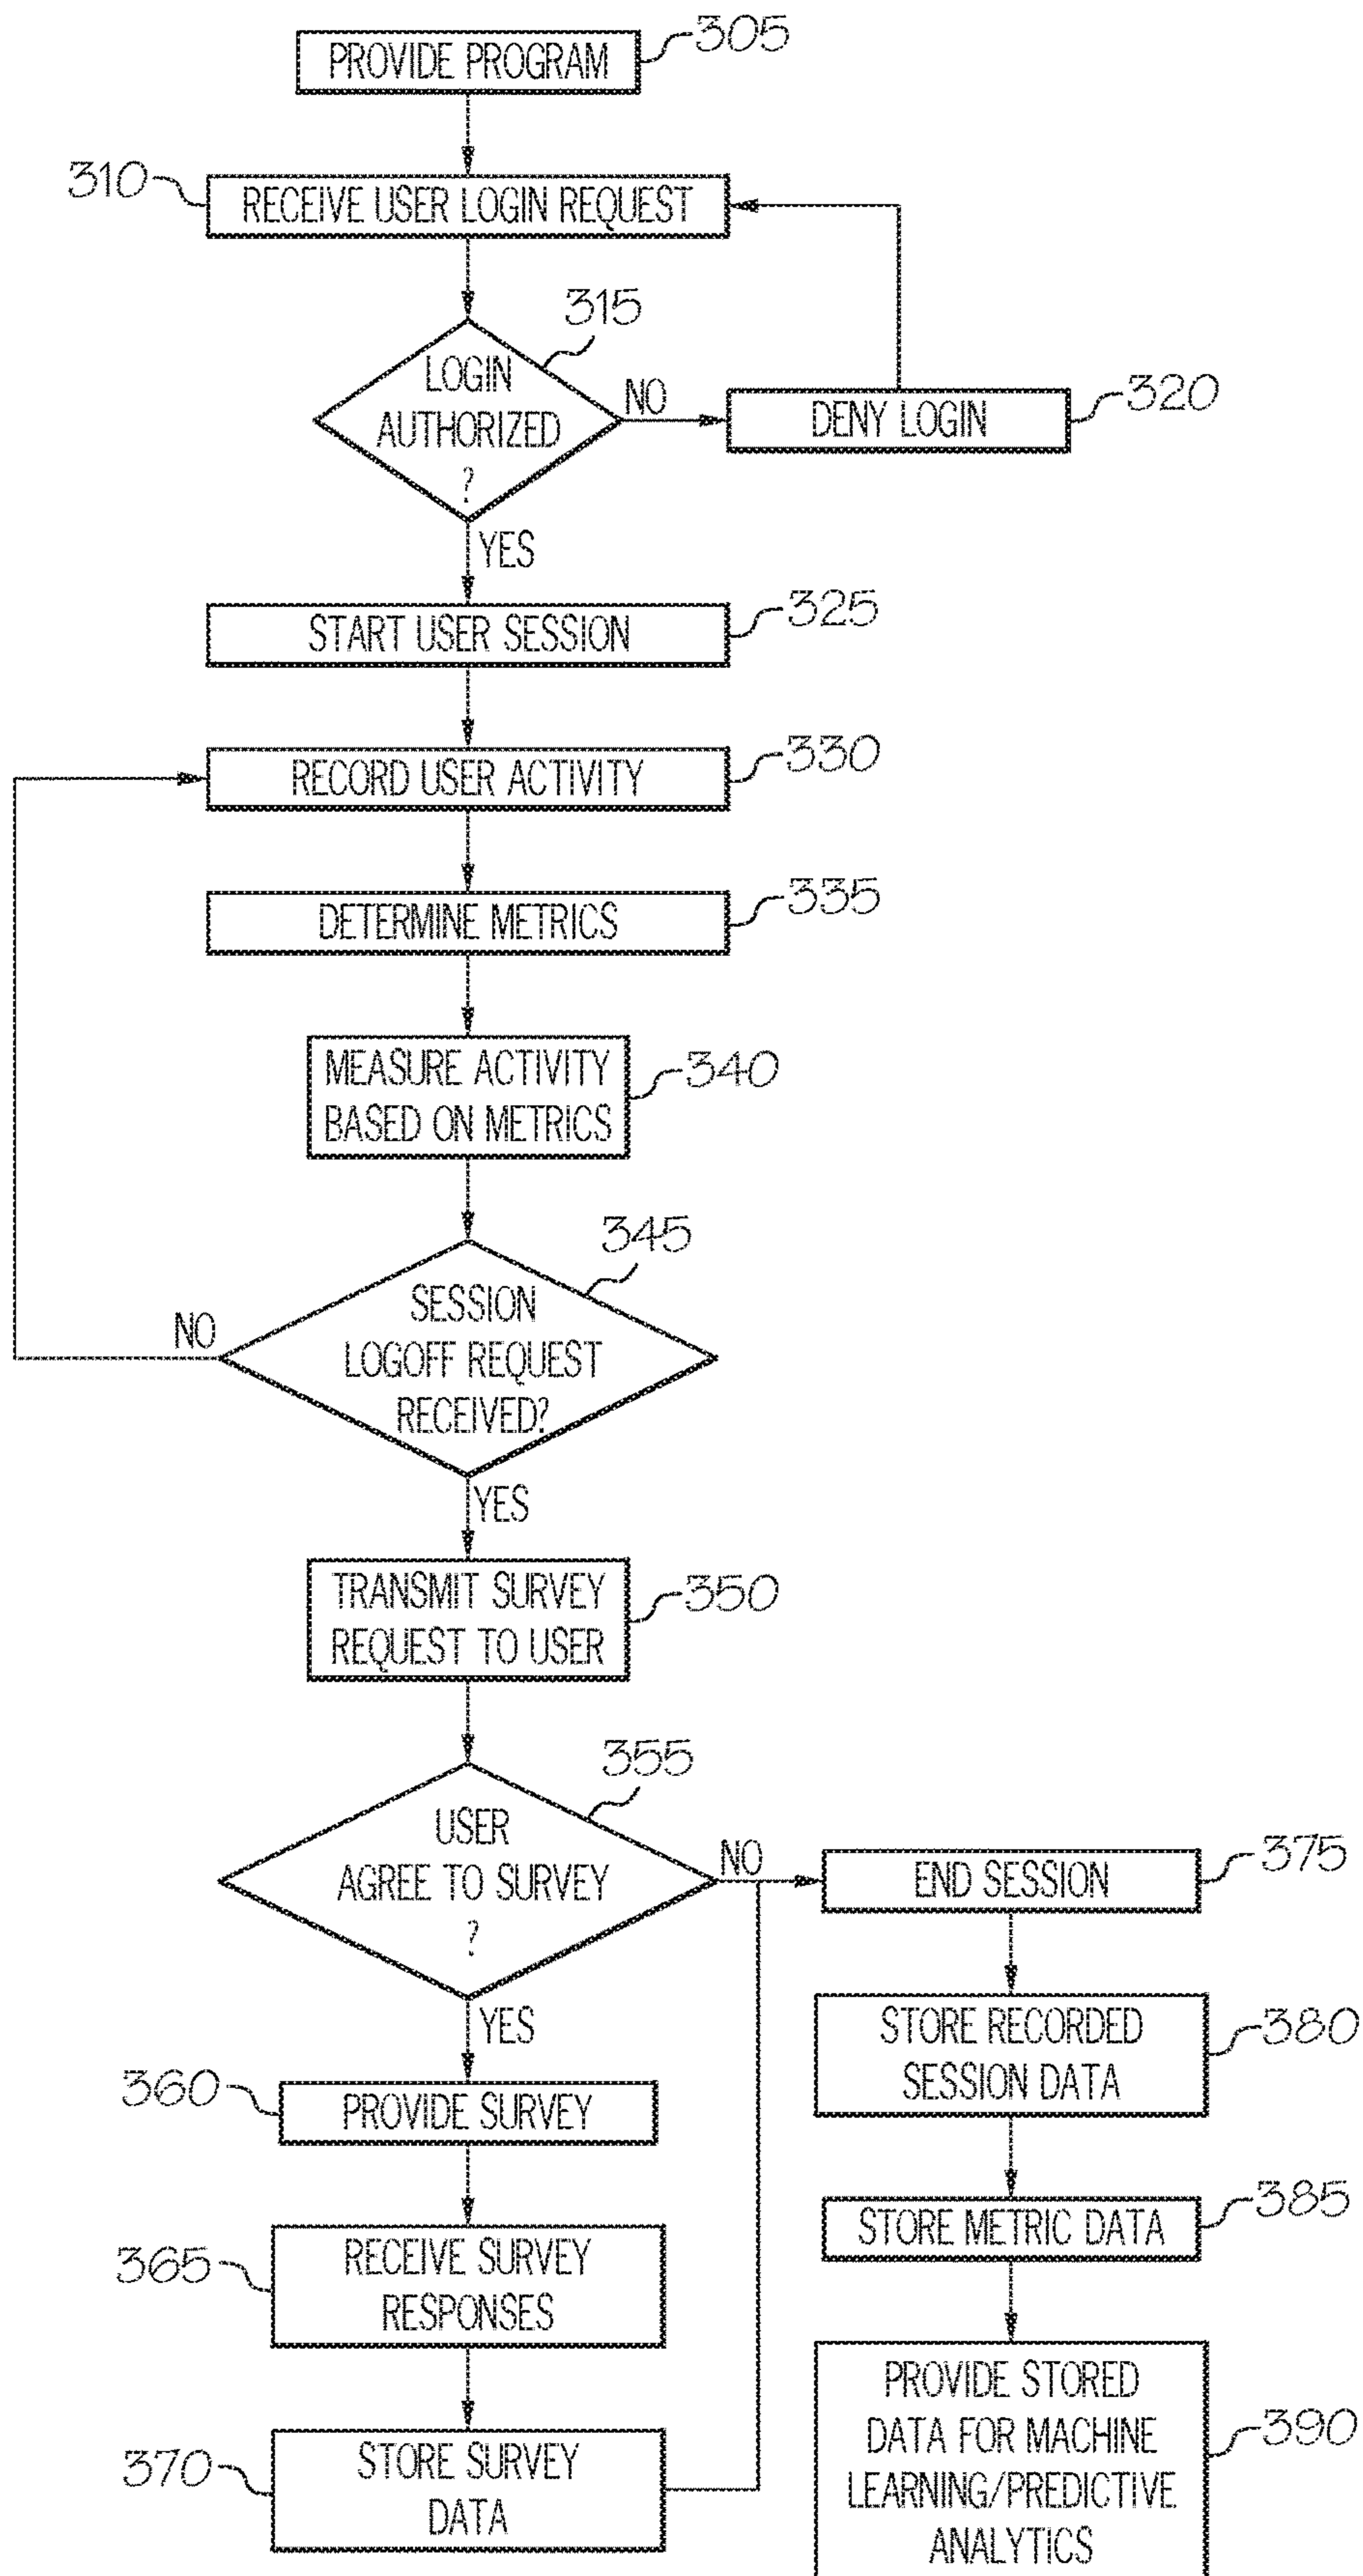 PROVIDE PROGRAM
305
310
RECEIVE USER LOGIN REQUEST
315
LOGIN
AUTHORIZED
?
NO
DENY LOGIN
320
YES
START USER SESSION
325
RECORD USER ACTIVITY
330
DETERMINE METRICS
335
MEASURE ACTIVITY
BASED ON METRICS
340
345
SESSION
LOGOFF REQUEST
RECEIVED?
NO
YES
TRANSMIT SURVEY
REQUEST TO USER
350
355
USER
AGREE TO SURVEY
?
NO
YES
360
PROVIDE SURVEY
365
RECEIVE SURVEY
RESPONSES
370
STORE SURVEY
DATA
END SESSION
375
STORE RECORDED
SESSION DATA
380
STORE METRIC DATA
385
PROVIDE STORED
DATA FOR MACHINE
LEARNING/PREDICTIVE
ANALYTICS
390